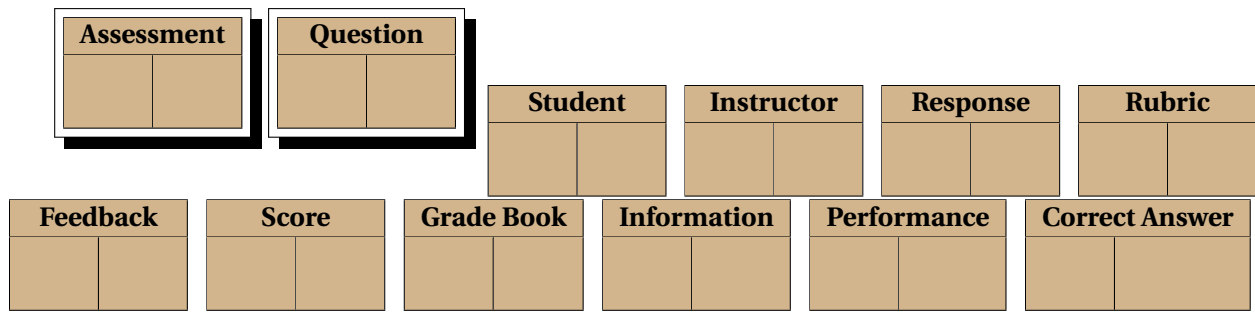 Assessment Question
Student Instructor Response Rubric
Feedback Score Grade Book Information Performance Correct Answer